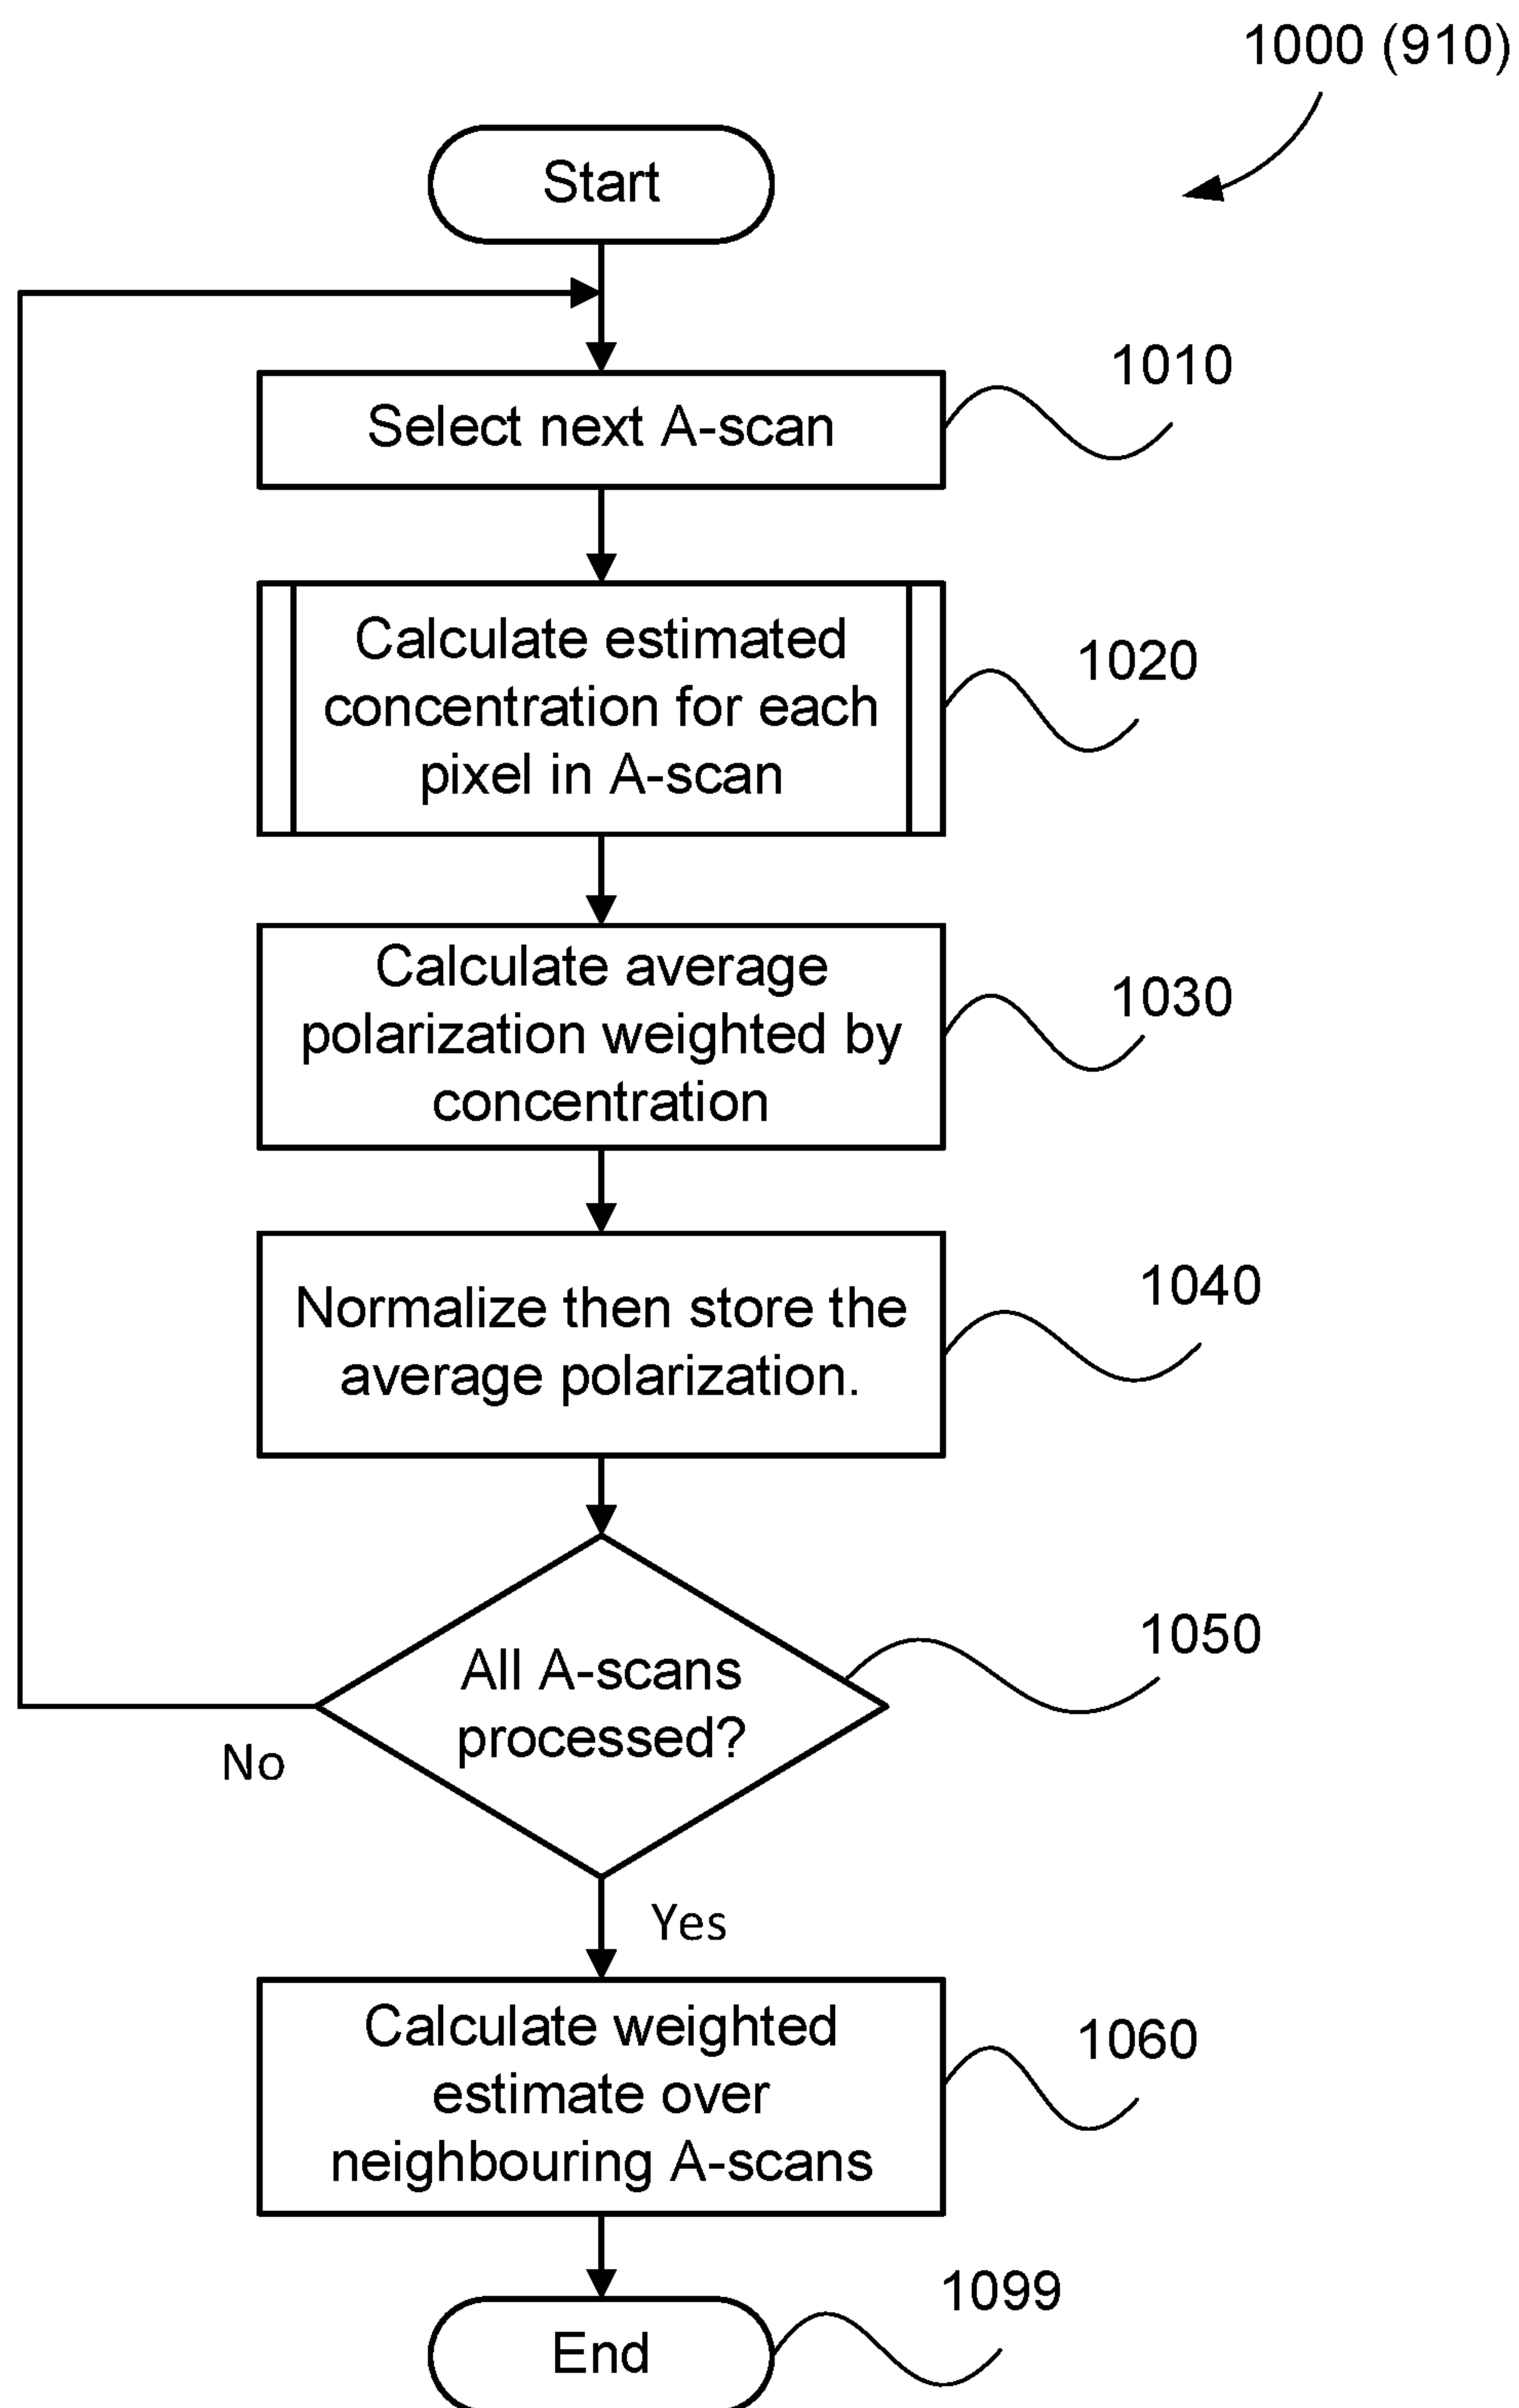 1000 (910)
Start
Select next A-scan
1010
Calculate estimated
concentration for each
pixel in A-scan
1020
Calculate average
polarization weighted by
concentration
1030
Normalize then store the
average polarization.
1040
All A-scans
processed?
1050
No
Yes
Calculate weighted
estimate over
neighbouring A-scans
1060
End
1099